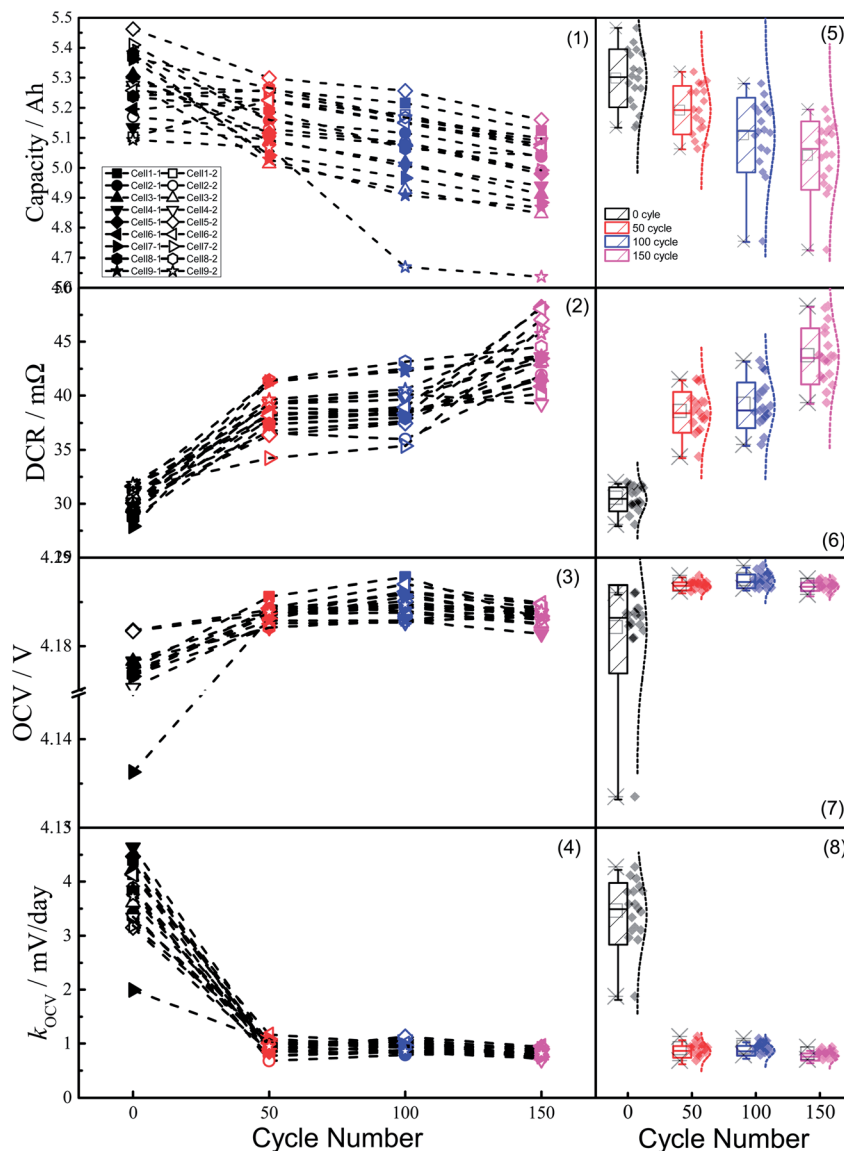 5.5
5.4
5.3
5.2
5.1
5.0
4.9
4.8
4.7
Capacity / Ah
(1)
Cell1-1 Cell1-2
Cell2-1 Cell2-2
Cell3-1 Cell3-2
Cell4-1 Cell4-2
Cell5-1 Cell5-2
Cell6-1 Cell6-2
Cell7-1 Cell7-2
Cell8-1 Cell8-2
Cell9-1 Cell9-2
(5)
0 cyle
50 cycle
100 cycle
150 cycle
45
40
35
30
DCR / mΩ
(2)
(6)
4.19
4.18
4.14
4.13
OCV / V
(3)
(7)
4
3
2
1
0
kOCV / mV/day
(4)
(8)
0 50 100 150
Cycle Number
0 50 100 150
Cycle Number